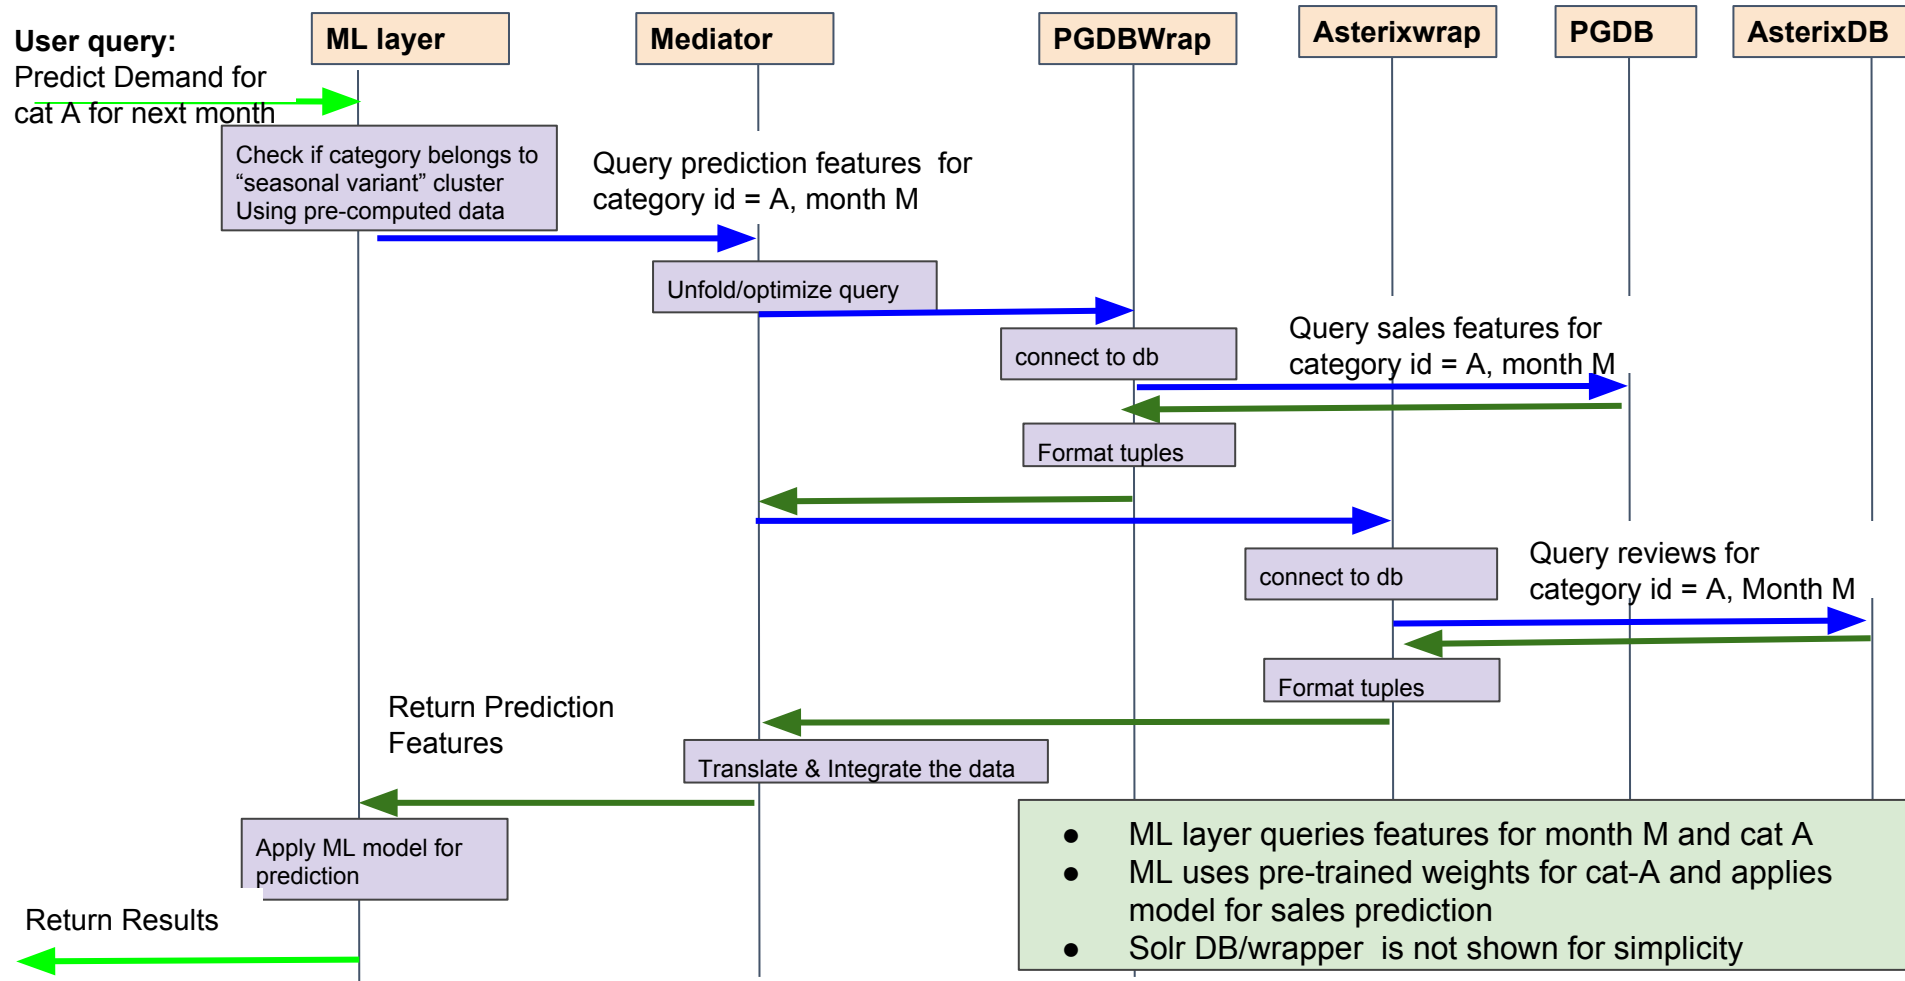 User query:
Predict Demand for
cat A for next month
ML layer
Mediator
PGDBWrap
Asterixwrap
PGDB
AsterixDB
Check if category belongs to
“seasonal variant” cluster
Using pre-computed data
Query prediction features  for
category id = A, month M
Unfold/optimize query
connect to db
Query sales features for
category id = A, month M
Format tuples
connect to db
Query reviews for
category id = A, Month M
Format tuples
Return Prediction
Features
Translate & Integrate the data
Apply ML model for
prediction
Return Results
● ML layer queries features for month M and cat A
● ML uses pre-trained weights for cat-A and applies
model for sales prediction
● Solr DB/wrapper  is not shown for simplicity